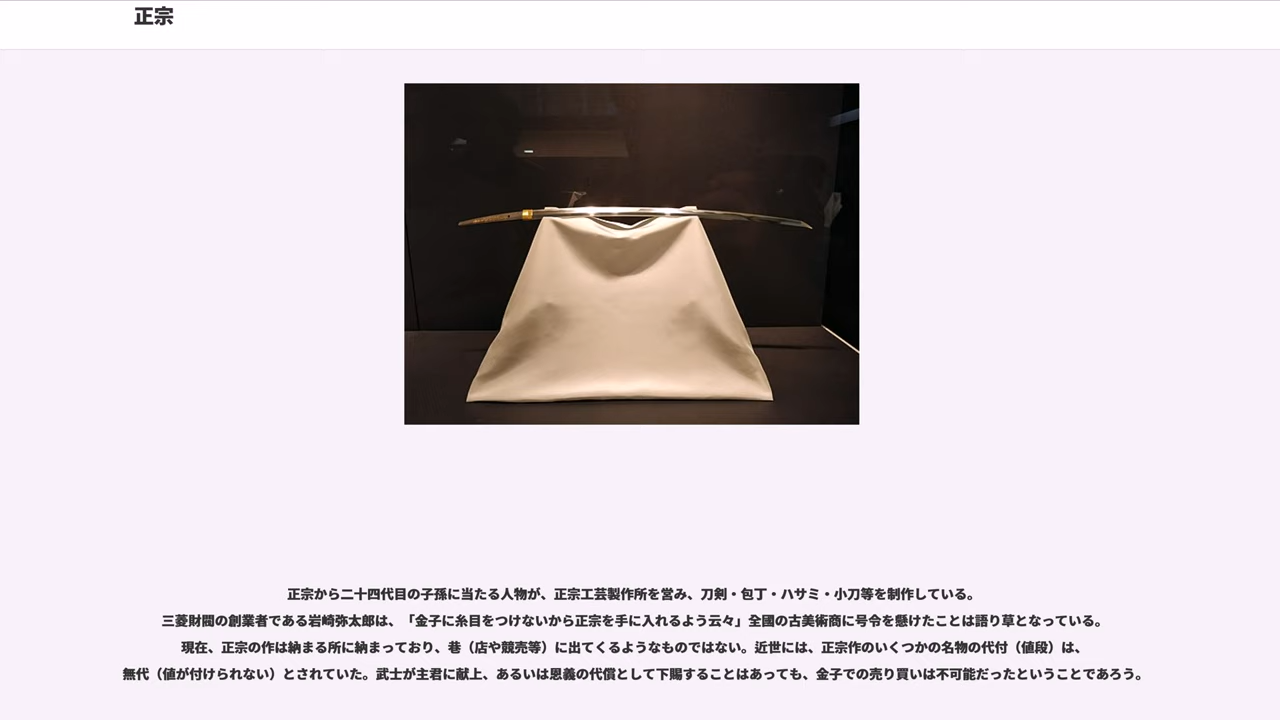 正宗
正宗から二十四代目の子孫に当たる人物が、正宗工芸製作所を営み、刀剣・包丁・ハサミ・小刀等を制作している。
三菱財閥の創業者である岩崎弥太郎は、「金子に糸目をつけないから正宗を手に入れるよう云々」全國の古美術商に号令を懸けたことは語り草となっている。
現在、正宗の作は納まる所に納まっており、巷（店や競売等）に出てくるようなものではない。近世には、正宗作のいくつかの名物の代付（値段）は、
無代（値が付けられない）とされていた。武士が主君に献上、あるいは恩義の代償として下賜することはあっても、金子での売り買いは不可能だったということであろう。